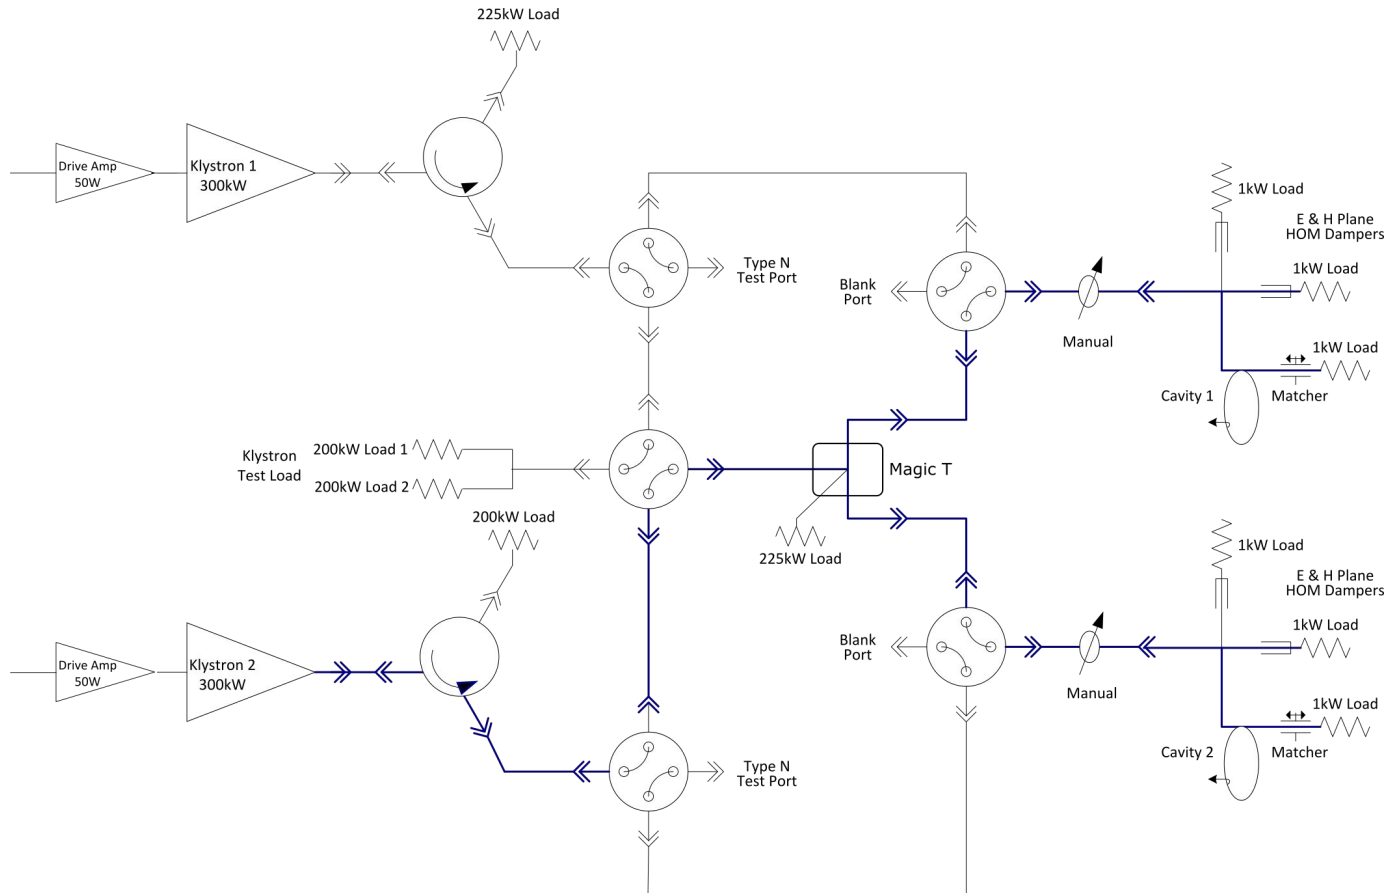 225kW Load
Drive Amp
50W
Klystron 1
300kW
1kW Load
E & H Plane
HOM Dampers
Type N
Test Port
Blank
Port
1kW Load
Manual
1kW Load
Cavity 1
Matcher
Klystron
Test Load
200kW Load 1
200kW Load 2
Magic T
200kW Load
225kW Load
1kW Load
E & H Plane
HOM Dampers
Drive Amp
50W
Klystron 2
300kW
Blank
Port
1kW Load
Manual
1kW Load
Cavity 2
Matcher
Type N
Test Port